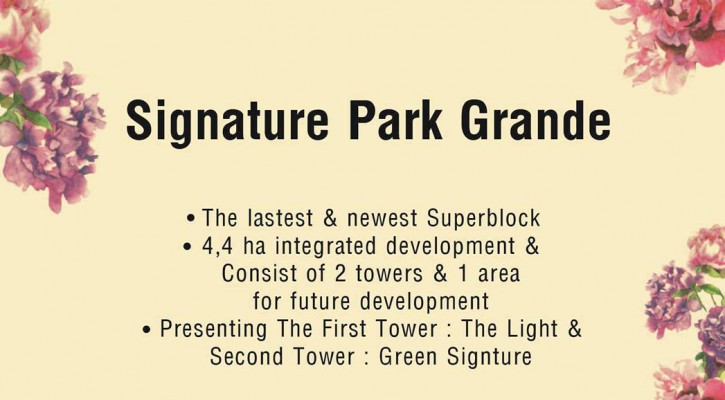 Signature Park Grande
• The lastest & newest Superblock
• 4,4 ha integrated development &
Consist of 2 towers & 1 area
for future development
• Presenting The First Tower : The Light &
Second Tower : Green Signture